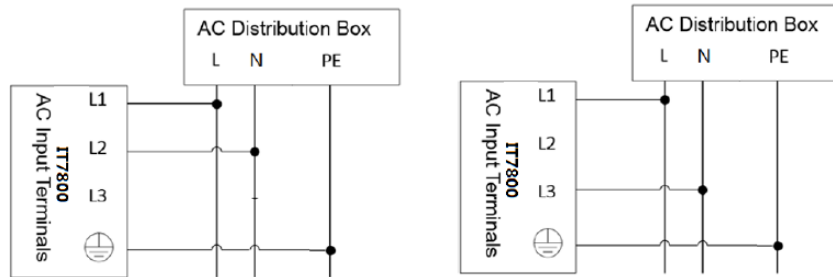 AC Distribution Box
L N PE
L1
L2
L3
IT7800
AC Input Terminals
AC Distribution Box
L N PE
L1
L2
L3
IT7800
AC Input Terminals